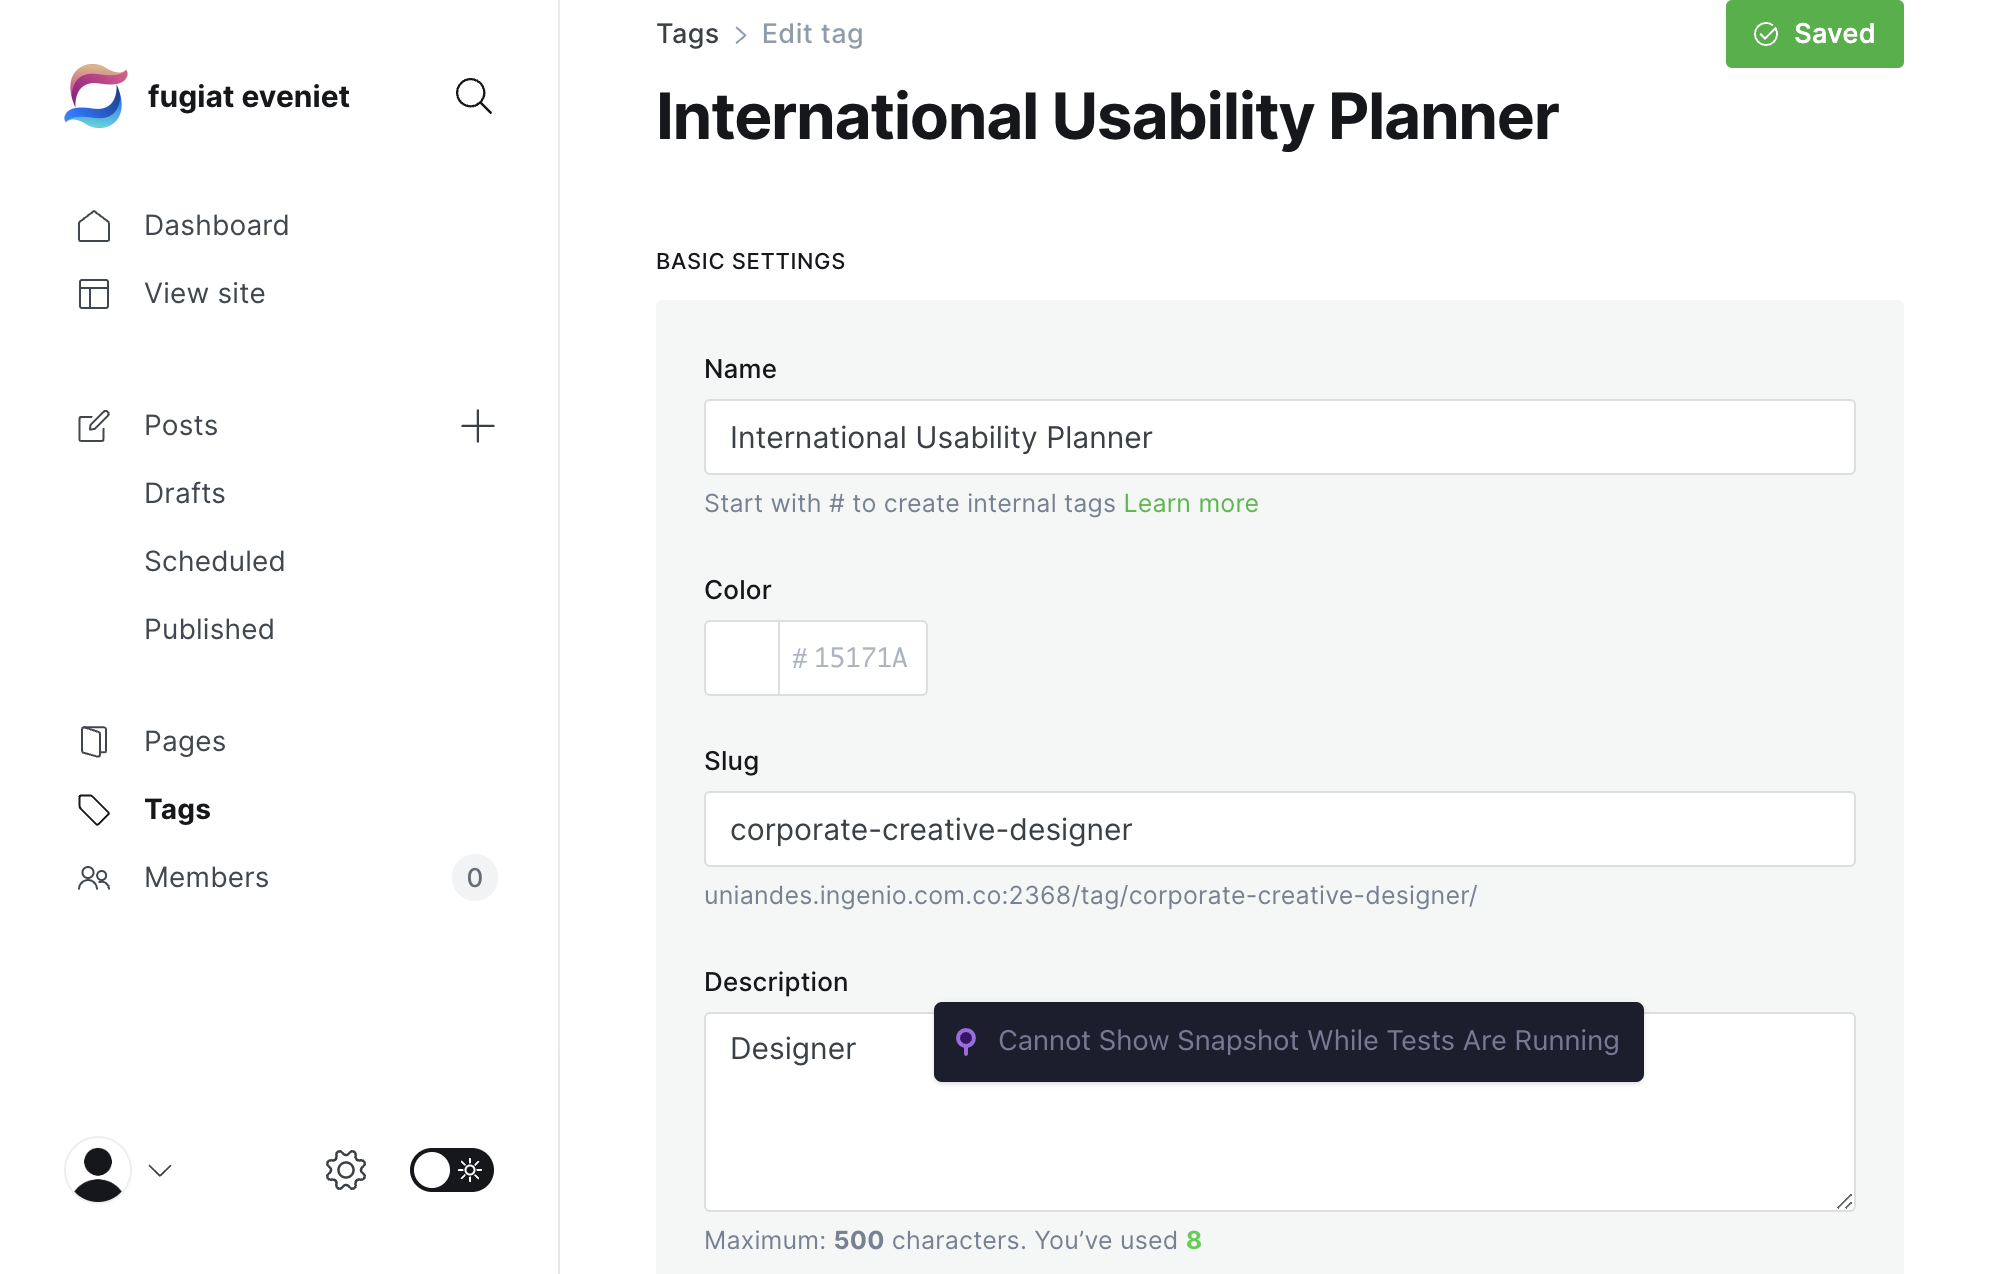 fugiat eveniet
Dashboard
View site
Posts
Drafts
Scheduled
Published
Pages
Tags
Members
0
Tags > Edit tag
Saved
International Usability Planner
BASIC SETTINGS
Name
International Usability Planner
Start with # to create internal tags Learn more
Color
# 15171A
Slug
corporate-creative-designer
uniandes.ingenio.com.co:2368/tag/corporate-creative-designer/
Description
Designer
Cannot Show Snapshot While Tests Are Running
Maximum: 500 characters. You’ve used 8